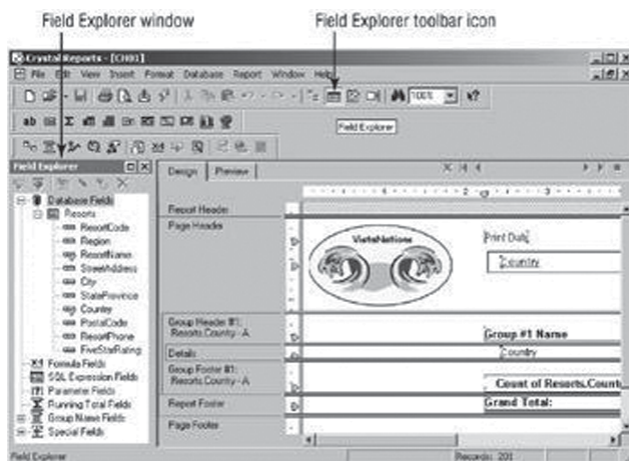 Field Explorer window
Field Explorer toolbar icon
Crystal Reports - [CH01]
File Edit View Insert Format Database Report Window Help
100%
Field Explorer
Field Explorer
Design Preview
Database Fields
Resorts
ResortCode
Region
ResortName
StreetAddress
City
StateProvince
Country
PostalCode
ResortPhone
FiveStarRating
Formula Fields
SQL Expression Fields
Parameter Fields
Running Total Fields
Group Name Fields
Special Fields
Report Header
Page Header
VistaNations
Print Date
Country
Group Header #1:
Resorts.Country - A
Group #1 Name
Details
Country
Group Footer #1:
Resorts.Country - A
Count of Resorts.Count
Report Footer
Grand Total:
Page Footer
Field Explorer
Records: 201